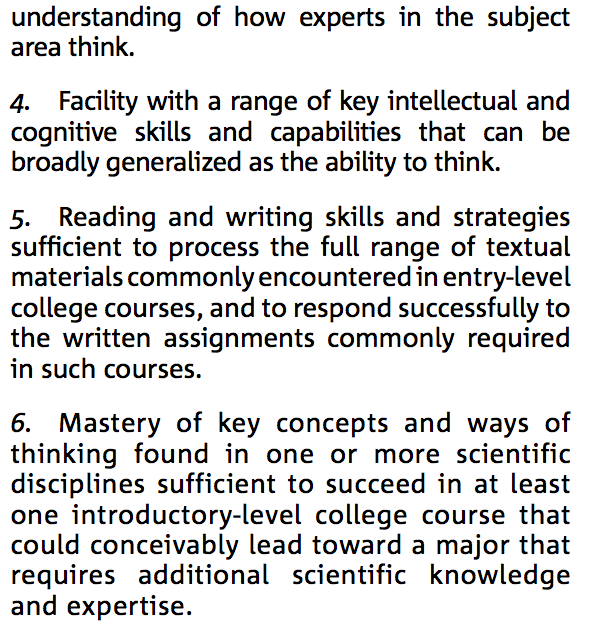 understanding of how experts in the subject
area think.
4. Facility with a range of key intellectual and
cognitive skills and capabilities that can be
broadly generalized as the ability to think.
5. Reading and writing skills and strategies
sufficient to process the full range of textual
materials commonly encountered in entry-level
college courses, and to respond successfully to
the written assignments commonly required
in such courses.
6. Mastery of key concepts and ways of
thinking found in one or more scientific
disciplines sufficient to succeed in at least
one introductory-level college course that
could conceivably lead toward a major that
requires additional scientific knowledge
and expertise.